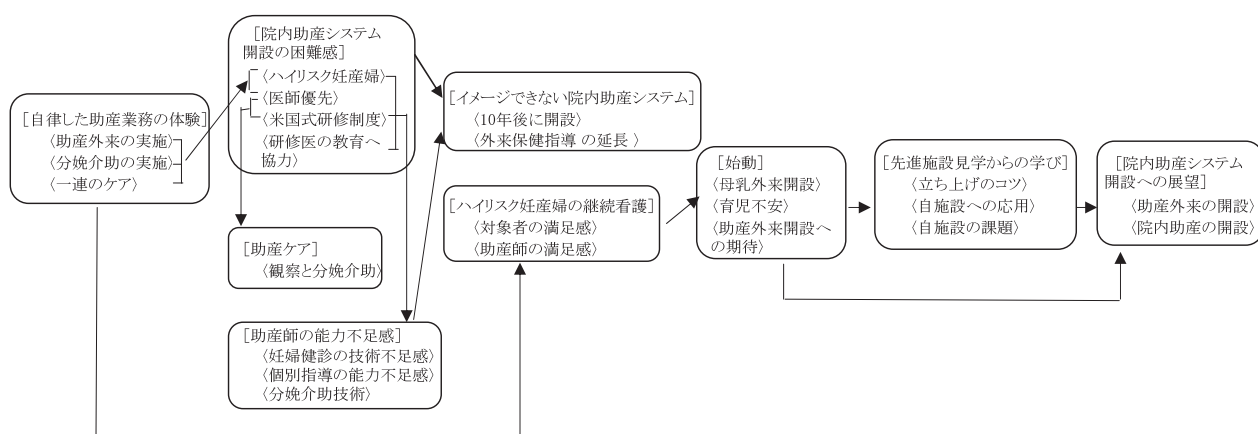 [自律した助産業務の体験]
〈助産外来の実施〉
〈分娩介助の実施〉
〈一連のケア〉
[院内助産システム
開設の困難感]
〈ハイリスク妊産婦〉
〈医師優先〉
〈米国式研修制度〉
〈研修医の教育へ
協力〉
[助産ケア]
〈観察と分娩介助〉
[助産師の能力不足感]
〈妊婦健診の技術不足感〉
〈個別指導の能力不足感〉
〈分娩介助技術〉
[イメージできない院内助産システム]
〈10年後に開設〉
〈外来保健指導 の延長 〉
[ハイリスク妊産婦の継続看護]
〈対象者の満足感〉
〈助産師の満足感〉
[始動]
〈母乳外来開設〉
〈育児不安〉
〈助産外来開設へ
の期待〉
[先進施設見学からの学び]
〈立ち上げのコツ〉
〈自施設への応用〉
〈自施設の課題〉
[院内助産システム
開設への展望]
〈助産外来の開設〉
〈院内助産の開設〉